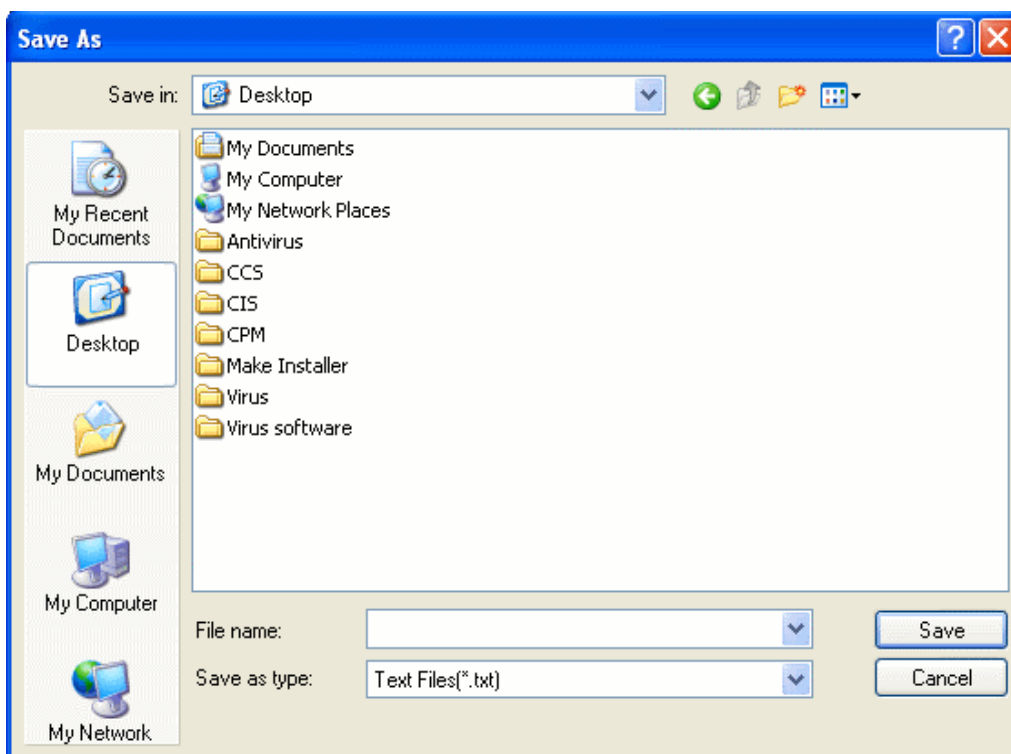 Save As
Save in:
Desktop
My Recent
Documents
Desktop
My Documents
My Computer
My Network
My Documents
My Computer
My Network Places
Antivirus
CCS
CIS
CPM
Make Installer
Virus
Virus software
File name:
Save
Save as type:
Text Files(*.txt)
Cancel